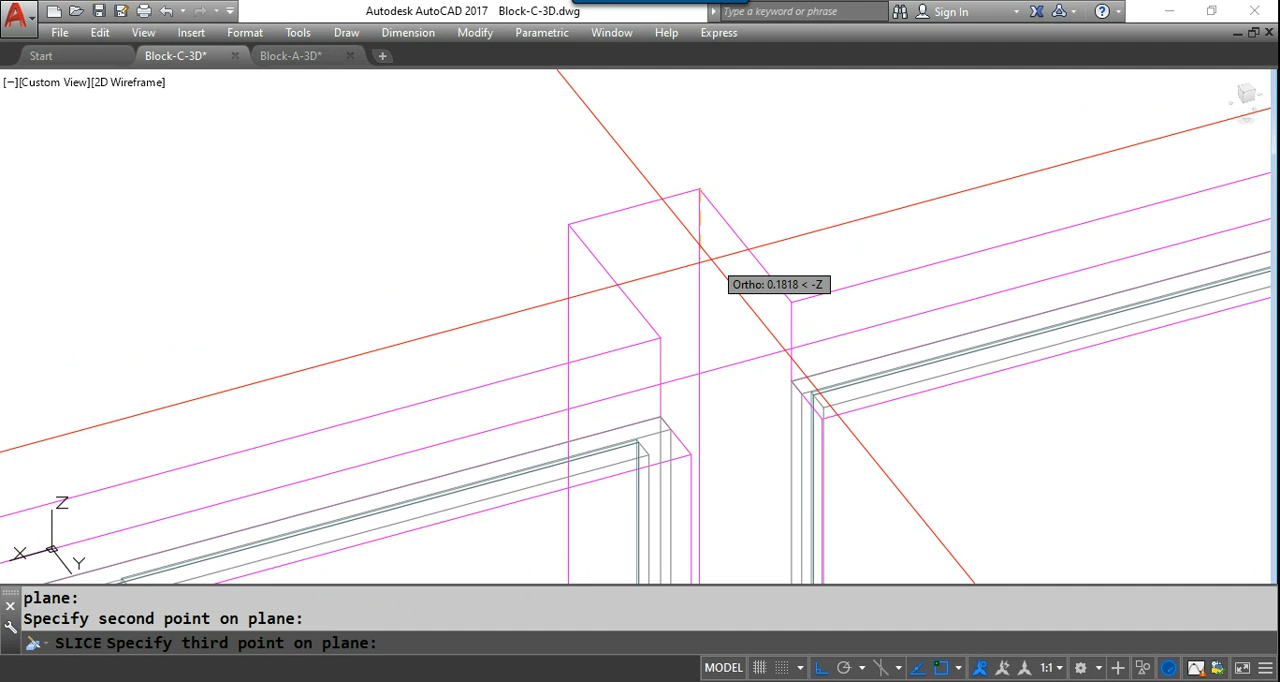 Autodesk AutoCAD 2017 Block-C-3D.dwg Type a keyword or phrase Sign In
File Edit View Insert Format Tools Draw Dimension Modify Parametric Window Help Express
Start Block-C-3D* Block-A-3D*
[−][Custom View][2D Wireframe]
Ortho: 0.1818 < -Z
Z
X
Y
plane:
Specify second point on plane:
SLICE Specify third point on plane:
MODEL 1:1